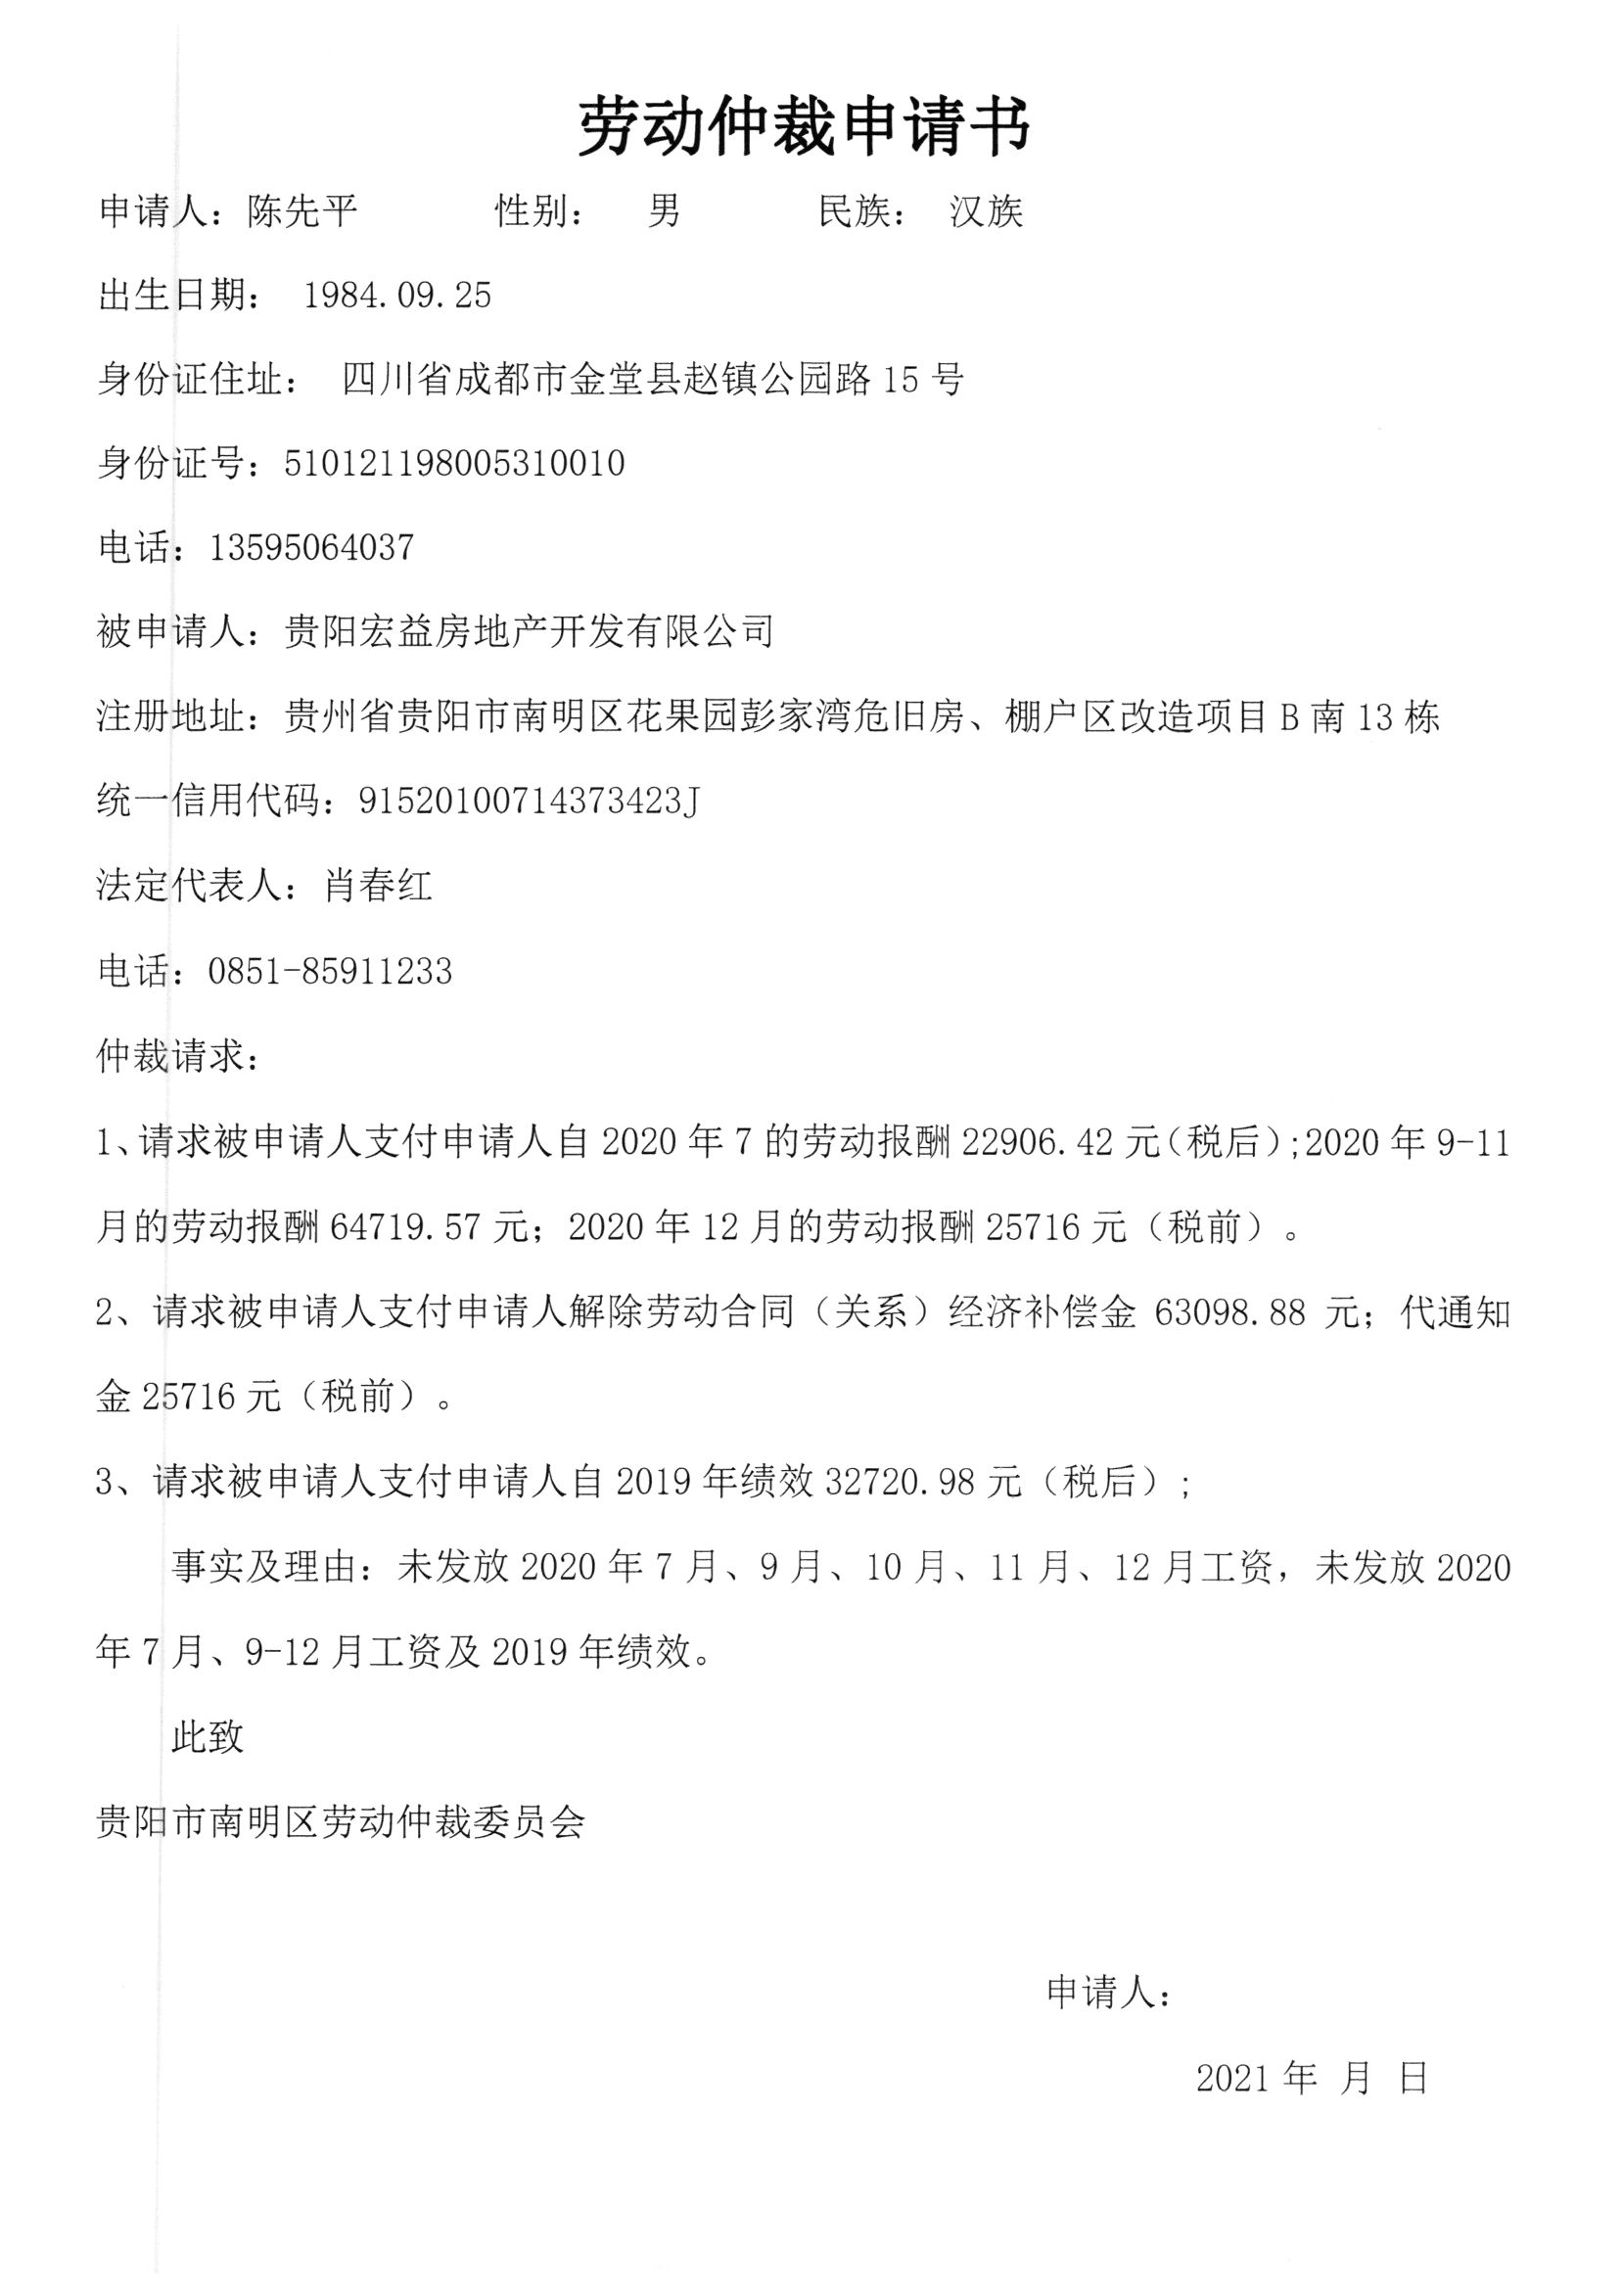 劳动仲裁申请书
申请人：陈先平 性别： 男 民族： 汉族
出生日期： 1984.09.25
身份证住址： 四川省成都市金堂县赵镇公园路 15 号
身份证号：510121198005310010
电话：13595064037
被申请人：贵阳宏益房地产开发有限公司
注册地址：贵州省贵阳市南明区花果园彭家湾危旧房、棚户区改造项目 B 南 13 栋
统一信用代码：91520100714373423J
法定代表人：肖春红
电话：0851-85911233
仲裁请求：
1、请求被申请人支付申请人自 2020 年 7 的劳动报酬 22906.42 元（税后）;2020 年 9-11
月的劳动报酬 64719.57 元；2020 年 12 月的劳动报酬 25716 元（税前）。
2、请求被申请人支付申请人解除劳动合同（关系）经济补偿金 63098.88 元；代通知
金 25716 元（税前）。
3、请求被申请人支付申请人自 2019 年绩效 32720.98 元（税后）;
事实及理由：未发放 2020 年 7 月、9 月、10 月、11 月、12 月工资，未发放 2020
年 7 月、9-12 月工资及 2019 年绩效。
此致
贵阳市南明区劳动仲裁委员会
申请人：
2021 年 月 日